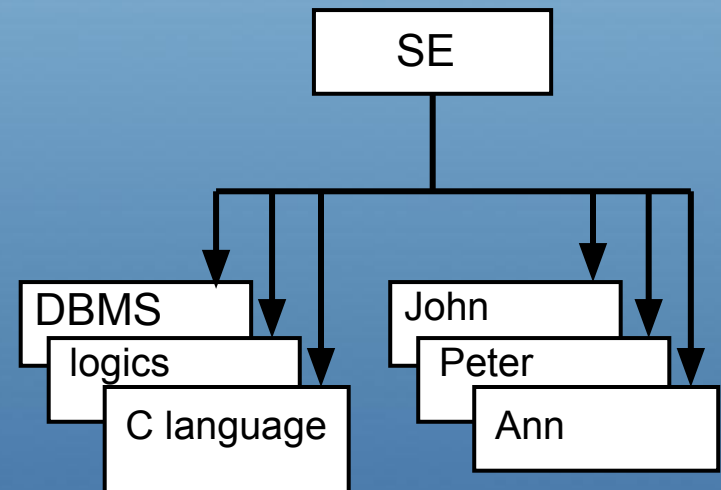 SE
DBMS
logics
C language
John
Peter
Ann